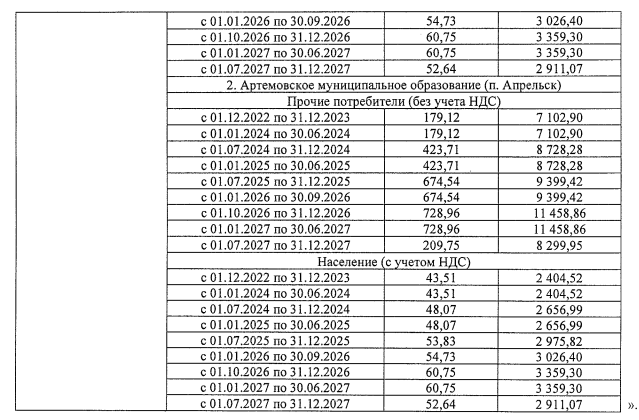 с 01.01.2026 по 30.09.2026 54,73 3 026,40
с 01.10.2026 по 31.12.2026 60,75 3 359,30
с 01.01.2027 по 30.06.2027 60,75 3 359,30
с 01.07.2027 по 31.12.2027 52,64 2 911,07
2. Артемовское муниципальное образование (п. Апрельск)
Прочие потребители (без учета НДС)
с 01.12.2022 по 31.12.2023 179,12 7 102,90
с 01.01.2024 по 30.06.2024 179,12 7 102,90
с 01.07.2024 по 31.12.2024 423,71 8 728,28
с 01.01.2025 по 30.06.2025 423,71 8 728,28
с 01.07.2025 по 31.12.2025 674,54 9 399,42
с 01.01.2026 по 30.09.2026 674,54 9 399,42
с 01.10.2026 по 31.12.2026 728,96 11 458,86
с 01.01.2027 по 30.06.2027 728,96 11 458,86
с 01.07.2027 по 31.12.2027 209,75 8 299,95
Население (с учетом НДС)
с 01.12.2022 по 31.12.2023 43,51 2 404,52
с 01.01.2024 по 30.06.2024 43,51 2 404,52
с 01.07.2024 по 31.12.2024 48,07 2 656,99
с 01.01.2025 по 30.06.2025 48,07 2 656,99
с 01.07.2025 по 31.12.2025 53,83 2 975,82
с 01.01.2026 по 30.09.2026 54,73 3 026,40
с 01.10.2026 по 31.12.2026 60,75 3 359,30
с 01.01.2027 по 30.06.2027 60,75 3 359,30
с 01.07.2027 по 31.12.2027 52,64 2 911,07 ».